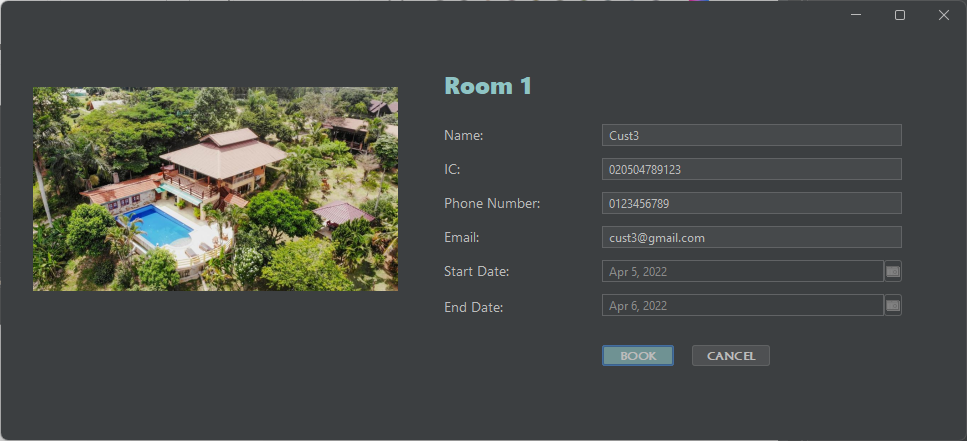 Room 1
Name: Cust3
IC: 020504789123
Phone Number: 0123456789
Email: cust3@gmail.com
Start Date: Apr 5, 2022
End Date: Apr 6, 2022
BOOK CANCEL